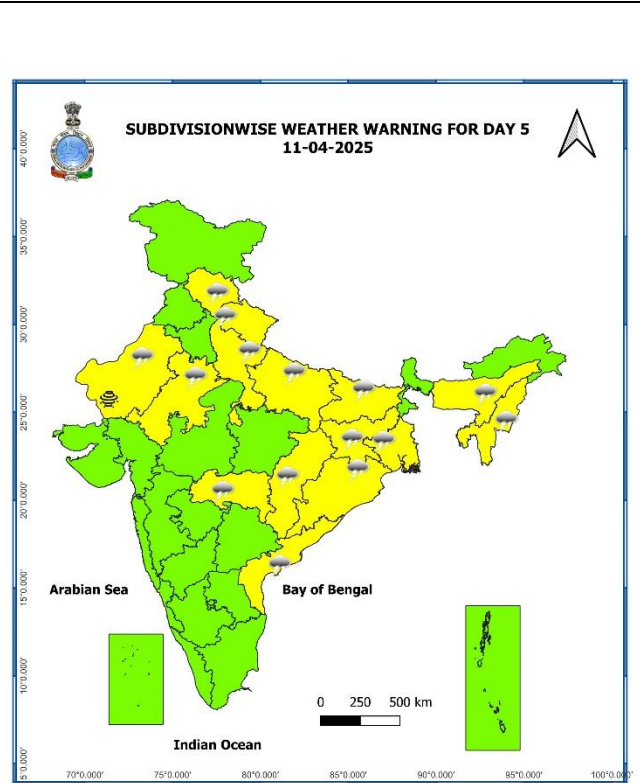 SUBDIVISIONWISE WEATHER WARNING FOR DAY 5
11-04-2025
40°0.000'
35°0.000'
30°0.000'
25°0.000'
20°0.000'
15°0.000'
10°0.000'
5°0.000'
Arabian Sea
Bay of Bengal
0 250 500 km
Indian Ocean
70°0.000' 75°0.000' 80°0.000' 85°0.000' 90°0.000' 95°0.000' 100°0.000'